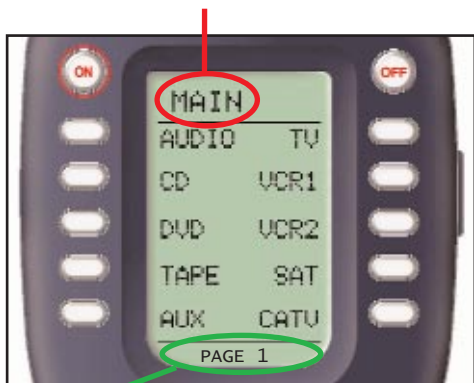 ON OFF
MAIN
AUDIO TV
CD VCR1
DVD VCR2
TAPE SAT
AUX CATV
PAGE 1